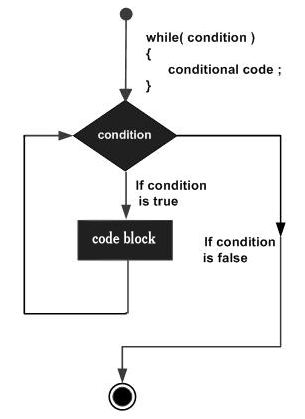 while( condition )
{
conditional code ;
}
condition
If condition
is true
code block
If condition
is false